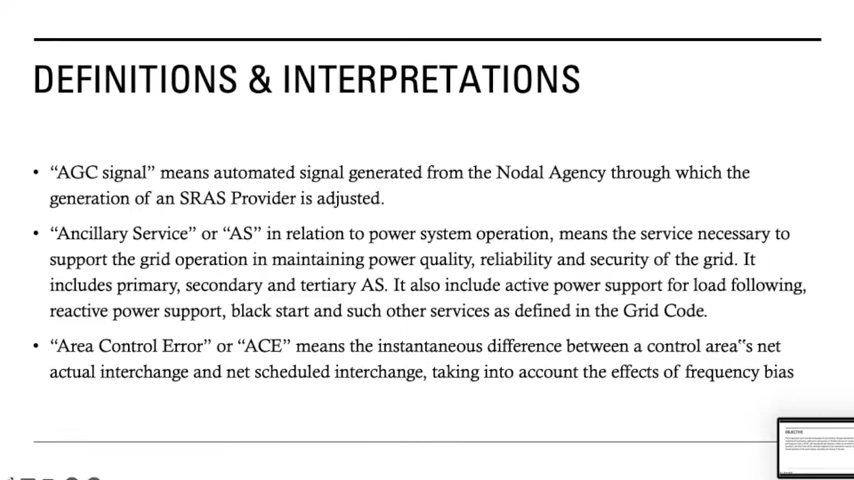 DEFINITIONS & INTERPRETATIONS
• “AGC signal” means automated signal generated from the Nodal Agency through which the
generation of an SRAS Provider is adjusted.
• “Ancillary Service” or “AS” in relation to power system operation, means the service necessary to
support the grid operation in maintaining power quality, reliability and security of the grid. It
includes primary, secondary and tertiary AS. It also include active power support for load following,
reactive power support, black start and such other services as defined in the Grid Code.
• “Area Control Error” or “ACE” means the instantaneous difference between a control area‟s net
actual interchange and net scheduled interchange, taking into account the effects of frequency bias
OBJECTIVE